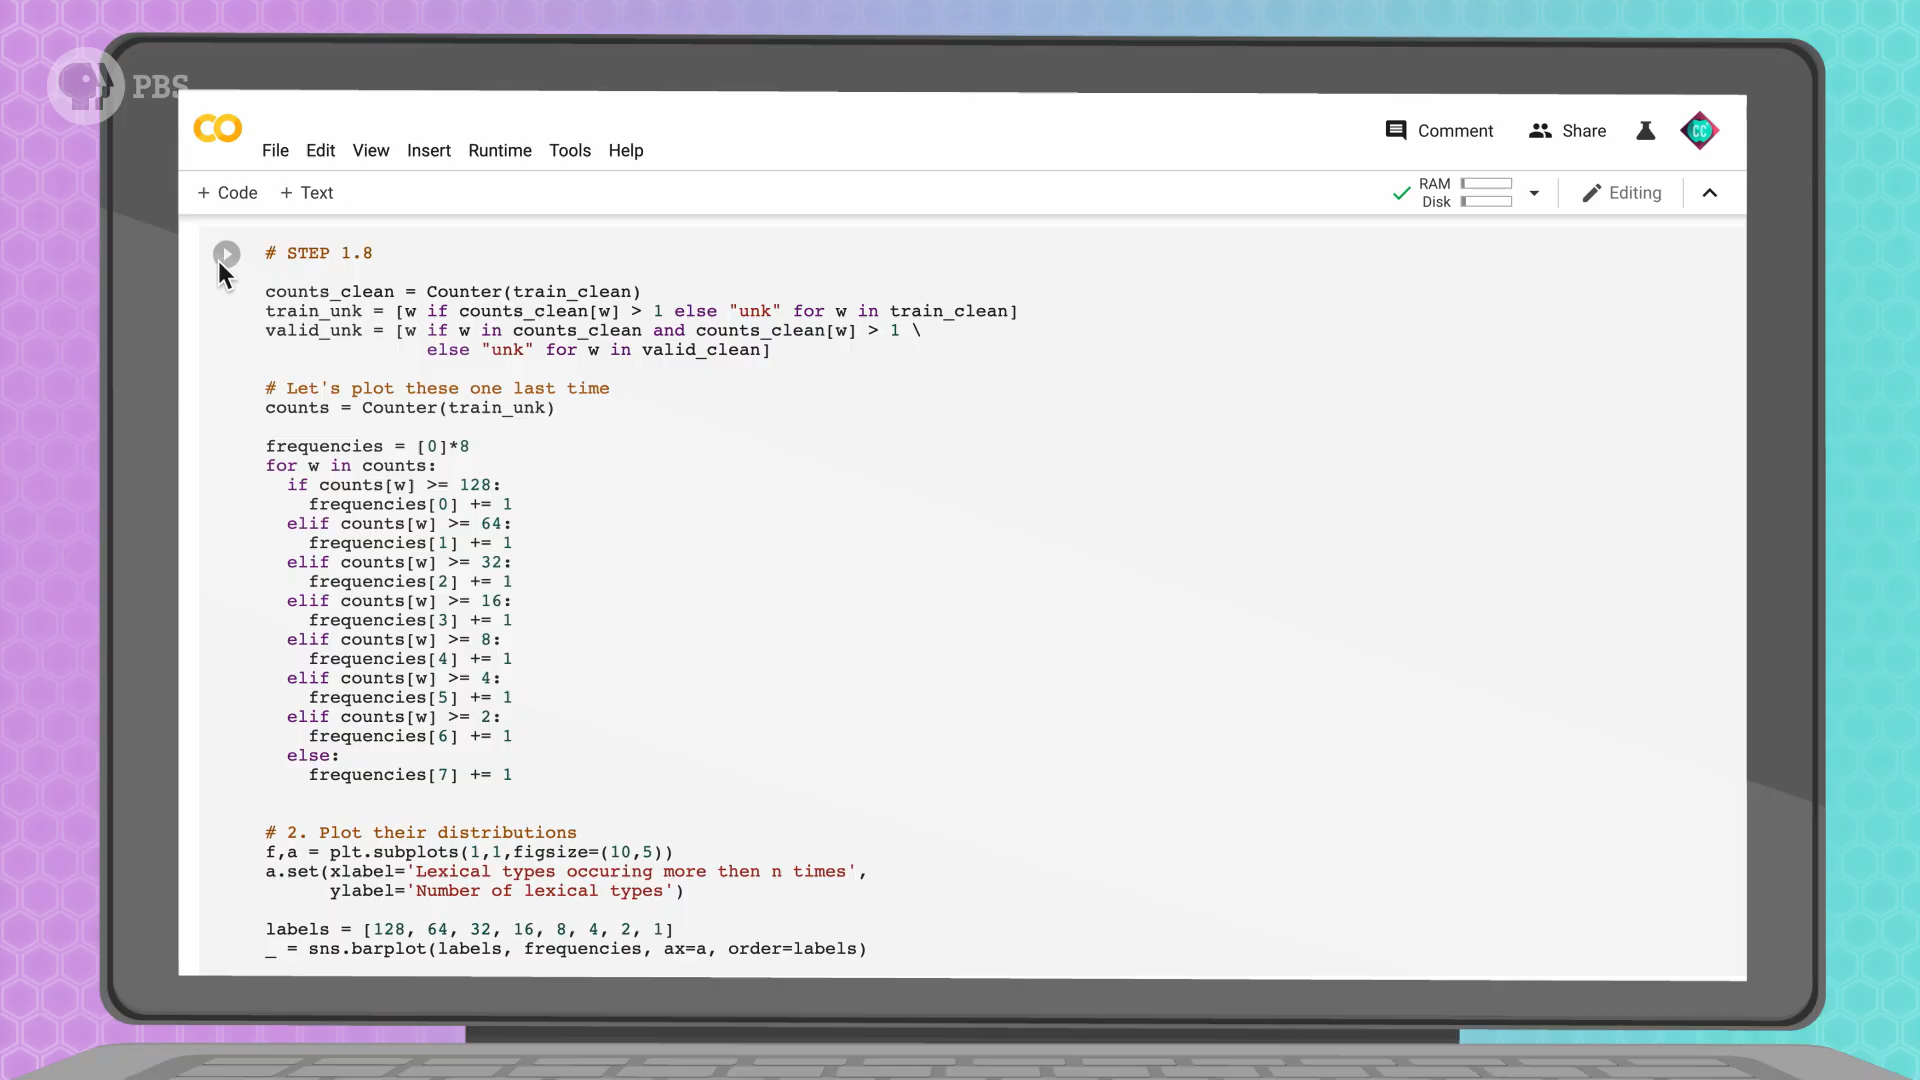 PBS
CO
File Edit View Insert Runtime Tools Help
Comment Share CC
+ Code + Text
RAM
Disk
Editing
# STEP 1.8
counts_clean = Counter(train_clean)
train_unk = [w if counts_clean[w] > 1 else "unk" for w in train_clean]
valid_unk = [w if w in counts_clean and counts_clean[w] > 1 \
else "unk" for w in valid_clean]
# Let's plot these one last time
counts = Counter(train_unk)
frequencies = [0]*8
for w in counts:
if counts[w] >= 128:
frequencies[0] += 1
elif counts[w] >= 64:
frequencies[1] += 1
elif counts[w] >= 32:
frequencies[2] += 1
elif counts[w] >= 16:
frequencies[3] += 1
elif counts[w] >= 8:
frequencies[4] += 1
elif counts[w] >= 4:
frequencies[5] += 1
elif counts[w] >= 2:
frequencies[6] += 1
else:
frequencies[7] += 1
# 2. Plot their distributions
f,a = plt.subplots(1,1,figsize=(10,5))
a.set(xlabel='Lexical types occuring more then n times',
ylabel='Number of lexical types')
labels = [128, 64, 32, 16, 8, 4, 2, 1]
_ = sns.barplot(labels, frequencies, ax=a, order=labels)